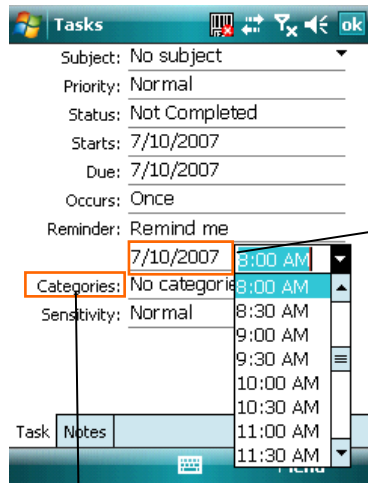 Tasks ok
Subject: No subject
Priority: Normal
Status: Not Completed
Starts: 7/10/2007
Due: 7/10/2007
Occurs: Once
Reminder: Remind me
7/10/2007 8:00 AM
Categories: No categorie 8:00 AM
Sensitivity: Normal 8:30 AM
9:00 AM
9:30 AM
10:00 AM
10:30 AM
Task Notes 11:00 AM
11:30 AM